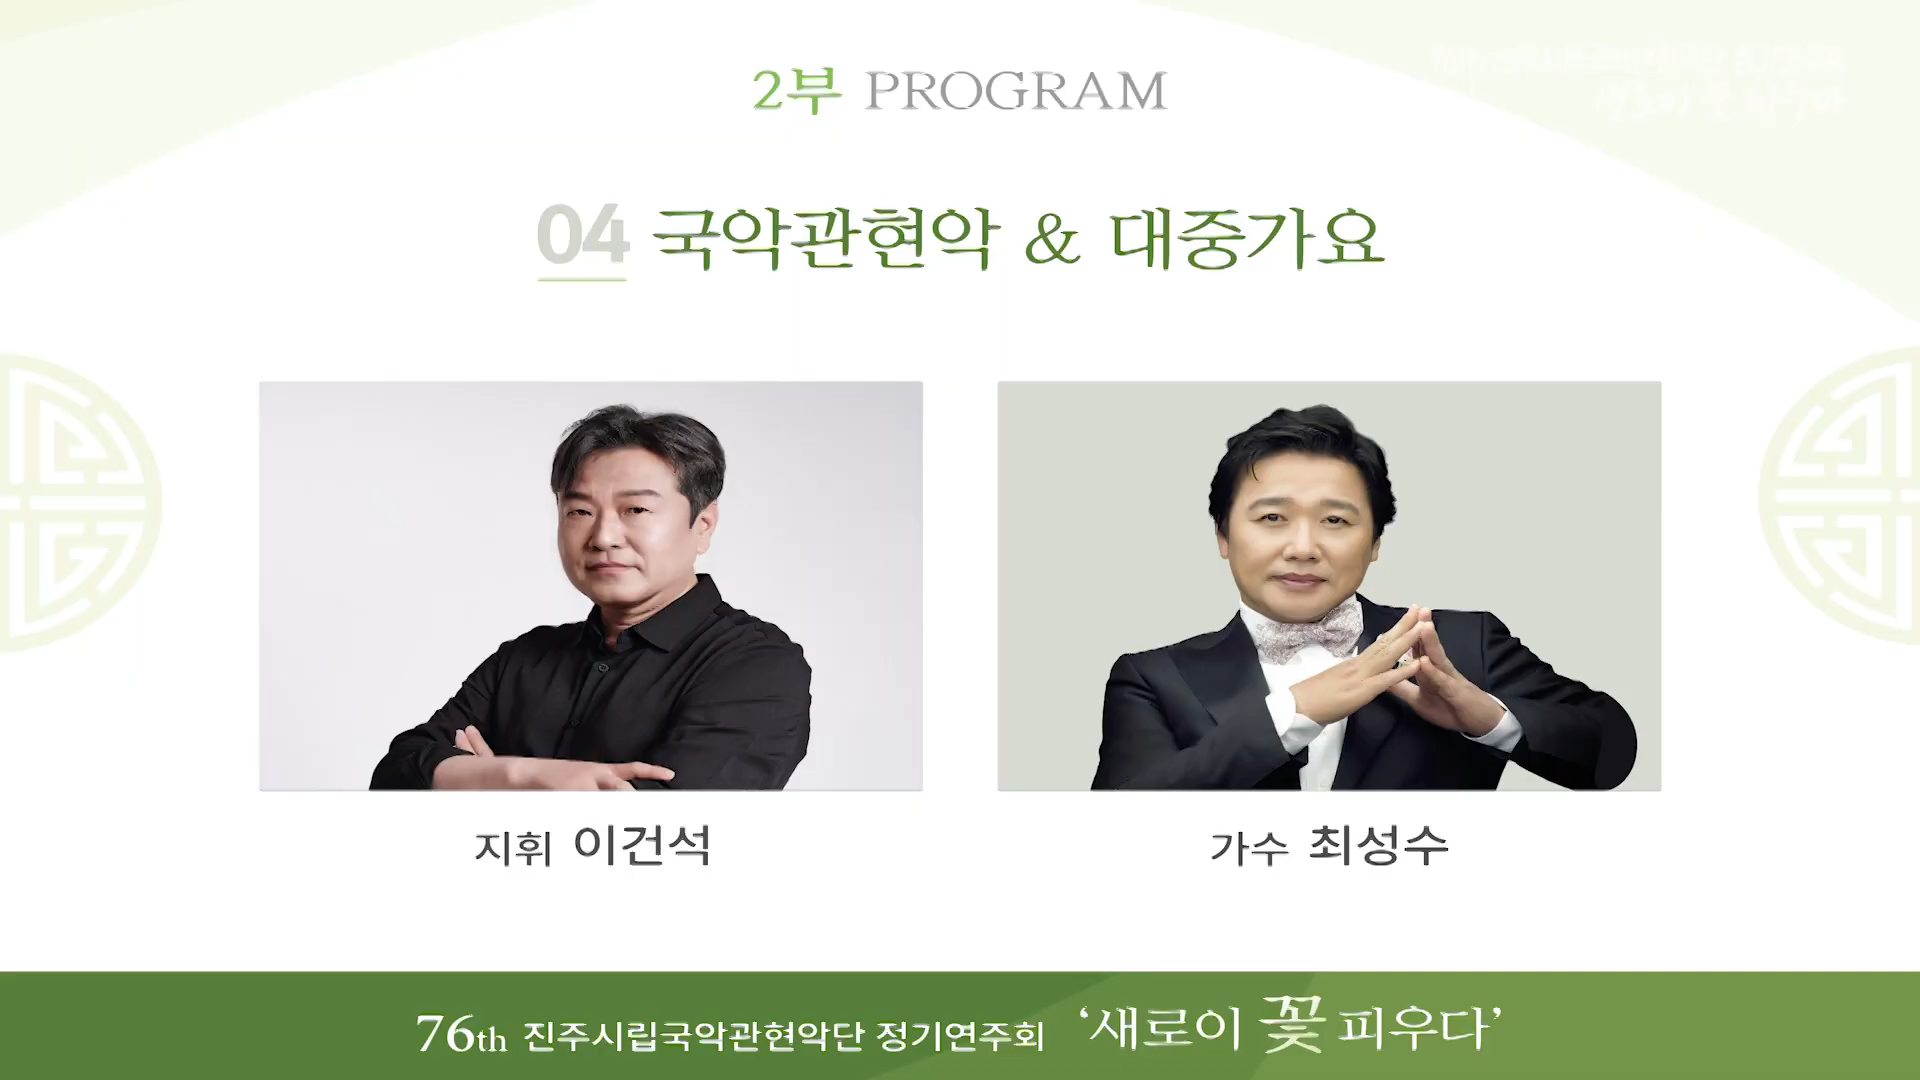 2부 PROGRAM
04 국악관현악 & 대중가요
지휘 이건석
가수 최성수
76th 진주시립국악관현악단 정기연주회 ‘새로이 꽃 피우다’